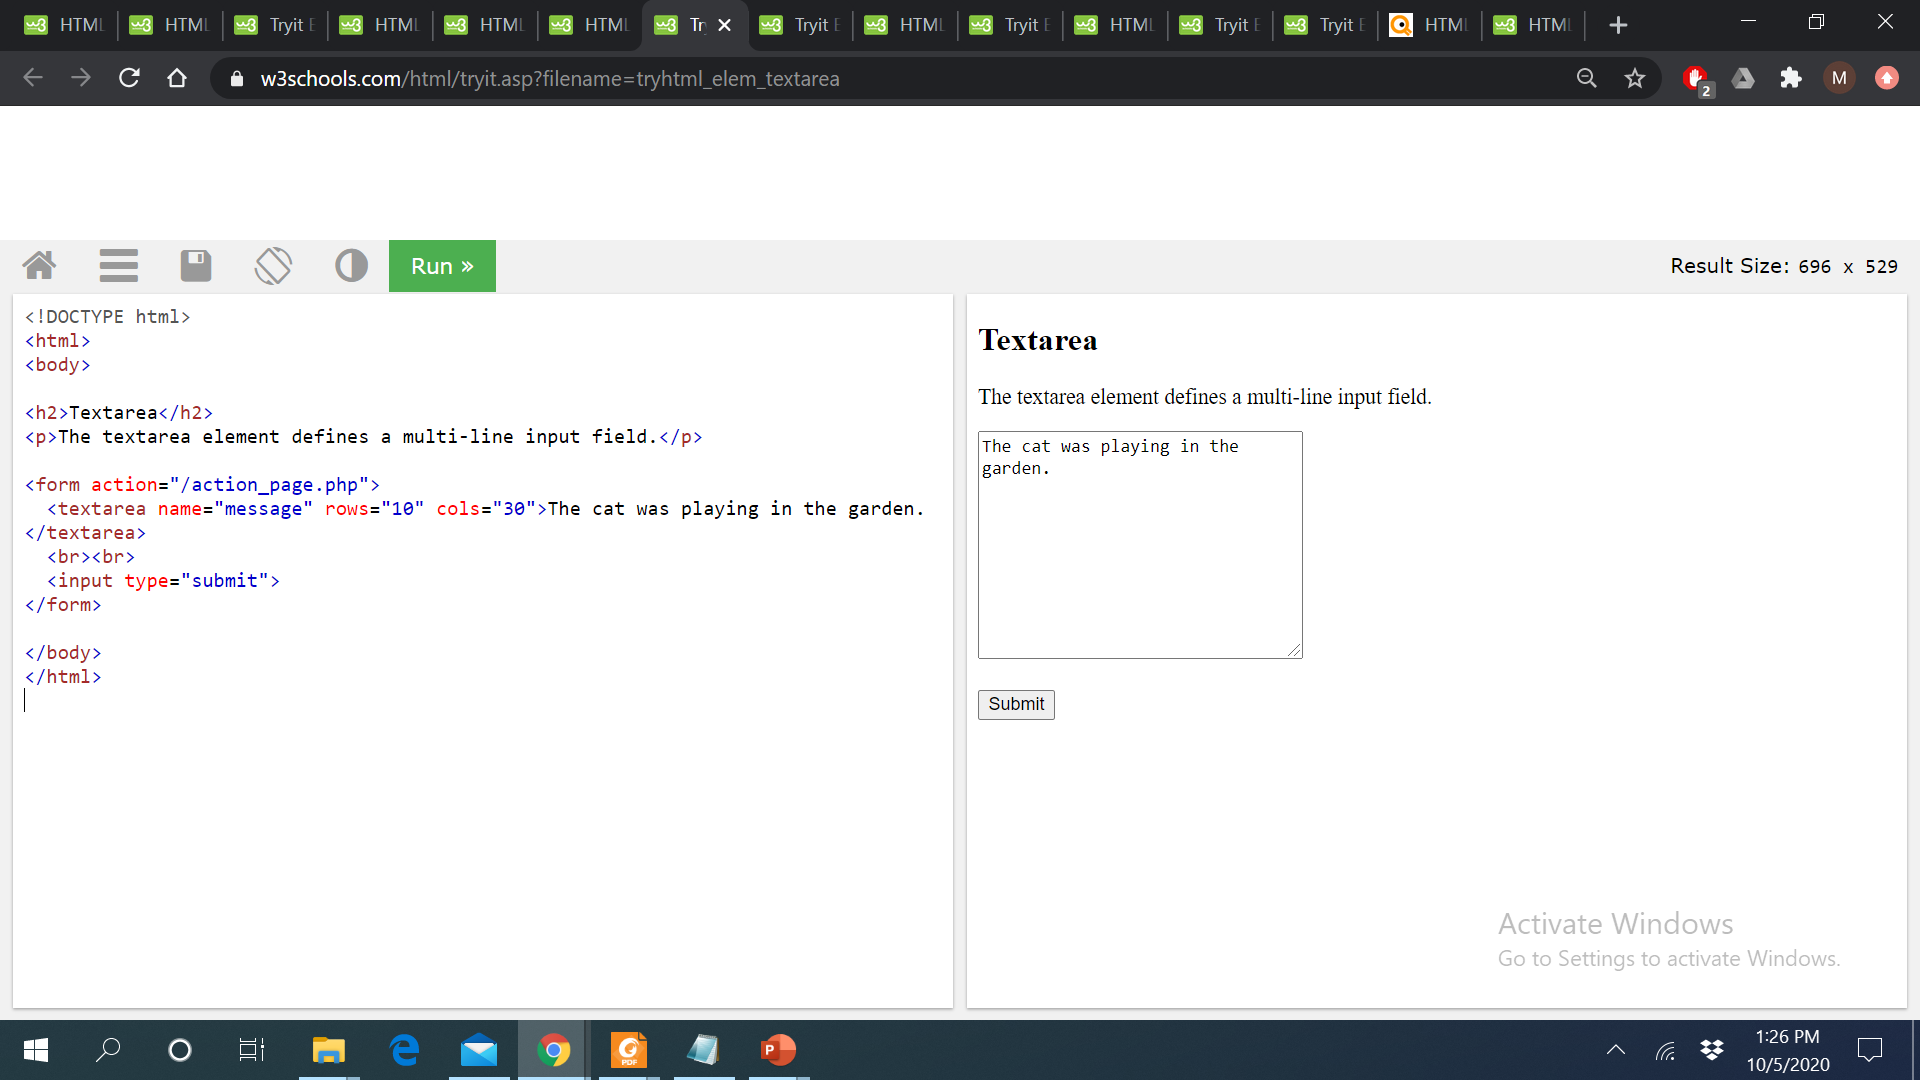 HTML HTML Tryit E HTML HTML HTML Tr Tryit E HTML Tryit E HTML Tryit E Tryit E HTML HTML
w3schools.com/html/tryit.asp?filename=tryhtml_elem_textarea
2
M
Run »
Result Size: 696 x 529
<!DOCTYPE html>
<html>
<body>
<h2>Textarea</h2>
<p>The textarea element defines a multi-line input field.</p>
<form action="/action_page.php">
<textarea name="message" rows="10" cols="30">The cat was playing in the garden.
</textarea>
<br><br>
<input type="submit">
</form>
</body>
</html>
Textarea
The textarea element defines a multi-line input field.
The cat was playing in the
garden.
Submit
Activate Windows
Go to Settings to activate Windows.
PDF
P
1:26 PM
10/5/2020